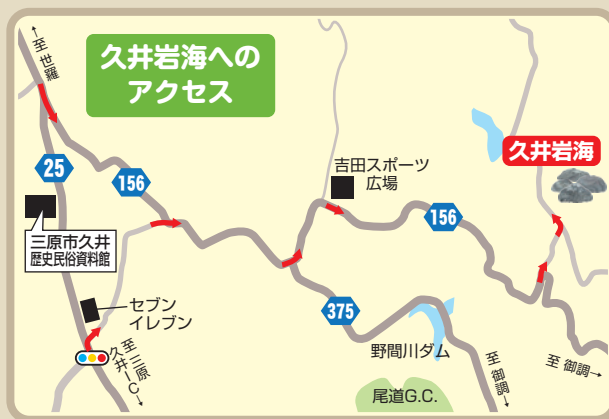 ←至 世羅
久井岩海への
アクセス
25
156
吉田スポーツ
広場
久井岩海
156
三原市久井
歴史民俗資料館
セブン
イレブン
375
野間川ダム
至 三原
久井IC→
至 御調→
至 御調→
尾道G.C.